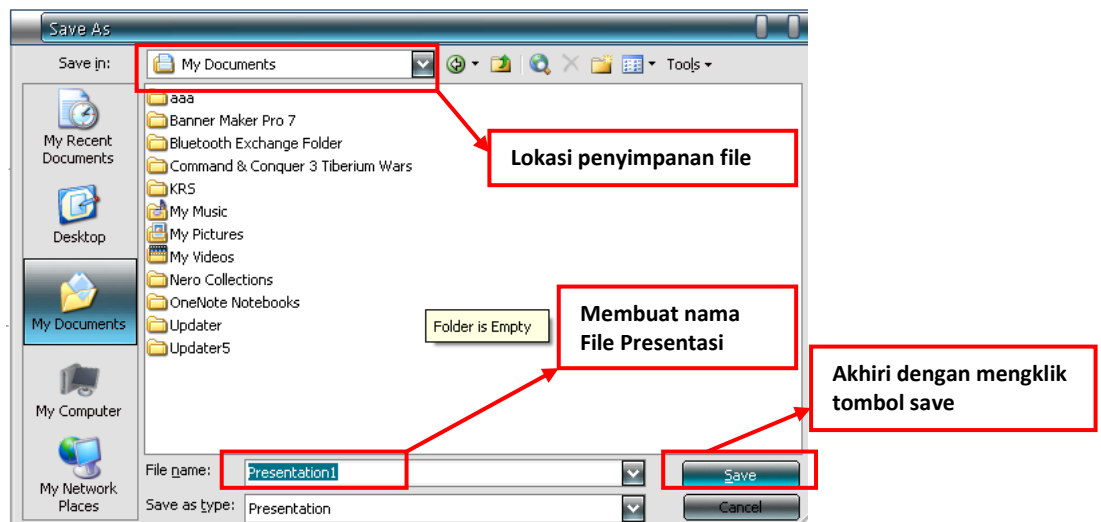 Save As
Save in:
My Documents
Tools
My Recent
Documents
Desktop
My Documents
My Computer
My Network
Places
aaa
Banner Maker Pro 7
Bluetooth Exchange Folder
Command & Conquer 3 Tiberium Wars
KRS
My Music
My Pictures
My Videos
Nero Collections
OneNote Notebooks
Updater
Updater5
Lokasi penyimpanan file
Folder is Empty
Membuat nama
File Presentasi
Akhiri dengan mengklik
tombol save
File name:
Presentation1
Save
Save as type:
Presentation
Cancel